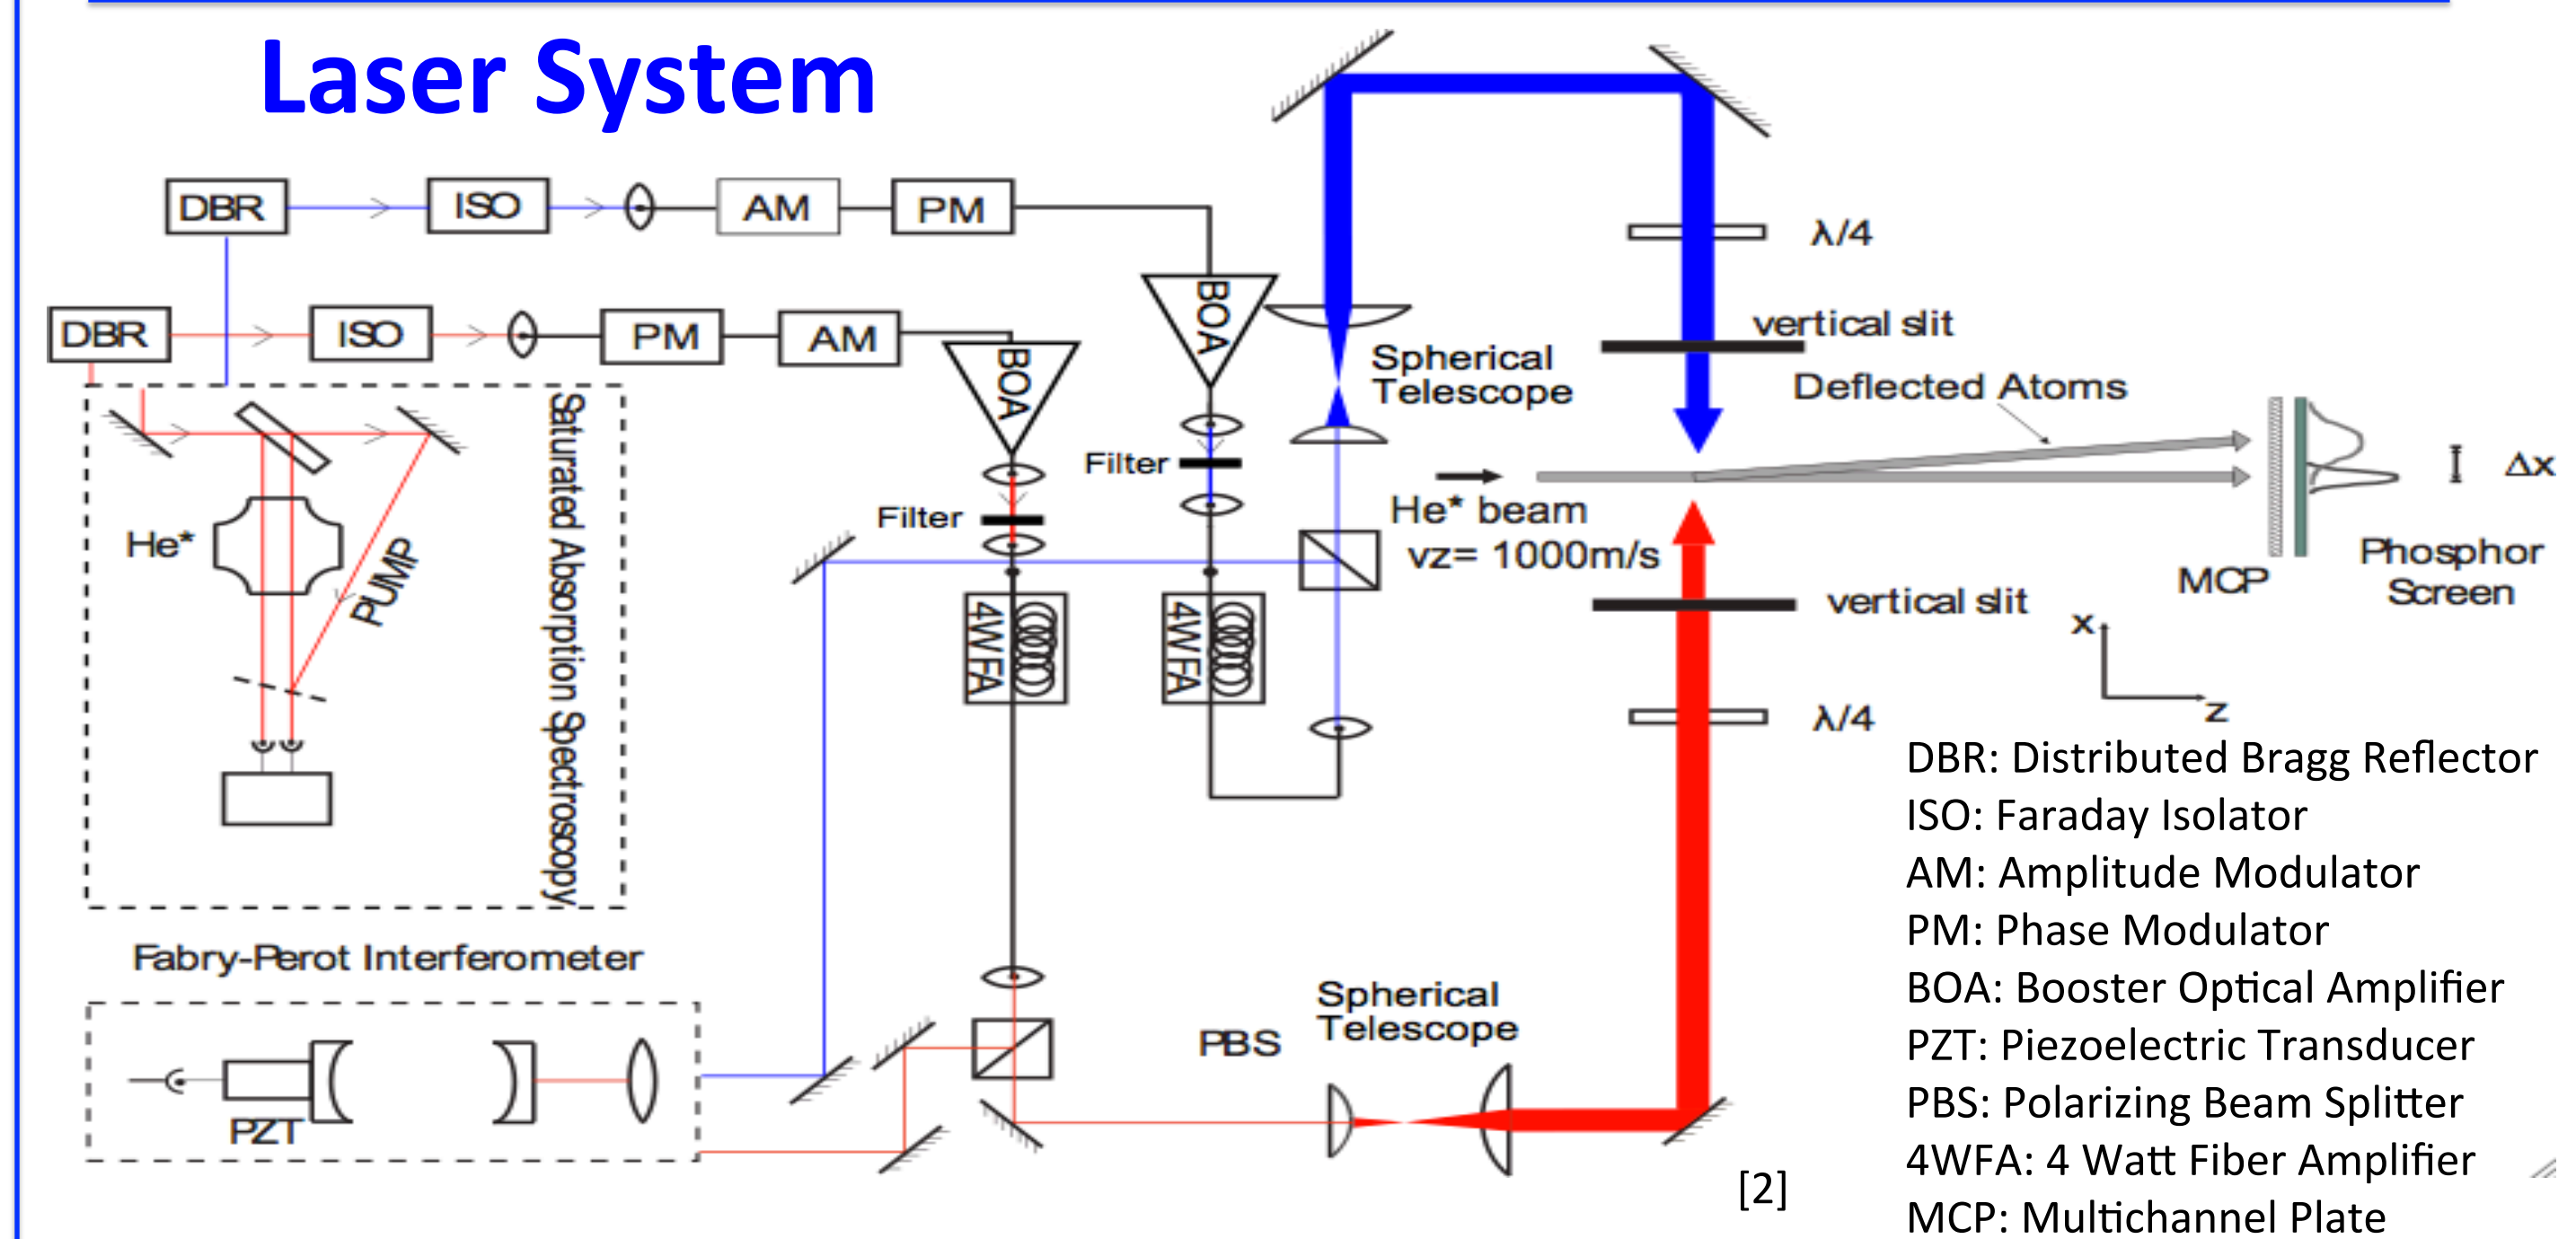 Laser System
DBR
ISO
AM
PM
λ/4
DBR
ISO
PM
AM
BOA
BOA
vertical slit
Spherical
Telescope
Deflected Atoms
Saturated Absorption Spectroscopy
Filter
Filter
Δx
He*
PUMP
He* beam
vz= 1000m/s
MCP
Phosphor
Screen
4WFA
4WFA
vertical slit
x
z
λ/4
Fabry-Perot Interferometer
PZT
PBS
Spherical
Telescope
[2]
DBR: Distributed Bragg Reflector
ISO: Faraday Isolator
AM: Amplitude Modulator
PM: Phase Modulator
BOA: Booster Optical Amplifier
PZT: Piezoelectric Transducer
PBS: Polarizing Beam Splitter
4WFA: 4 Watt Fiber Amplifier
MCP: Multichannel Plate